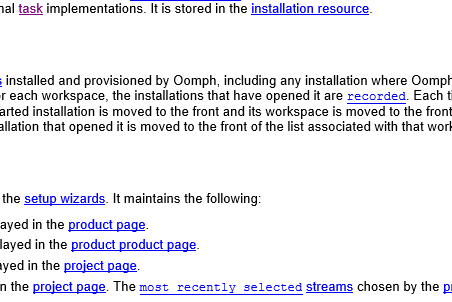 nal task implementations. It is stored in the installation resource.
s installed and provisioned by Oomph, including any installation where Oomph
or each workspace, the installations that have opened it are recorded. Each ti
arted installation is moved to the front and its workspace is moved to the front
allation that opened it is moved to the front of the list associated with that work
the setup wizards. It maintains the following:
ayed in the product page.
layed in the product product page.
ayed in the project page.
n the project page. The most recently selected streams chosen by the p